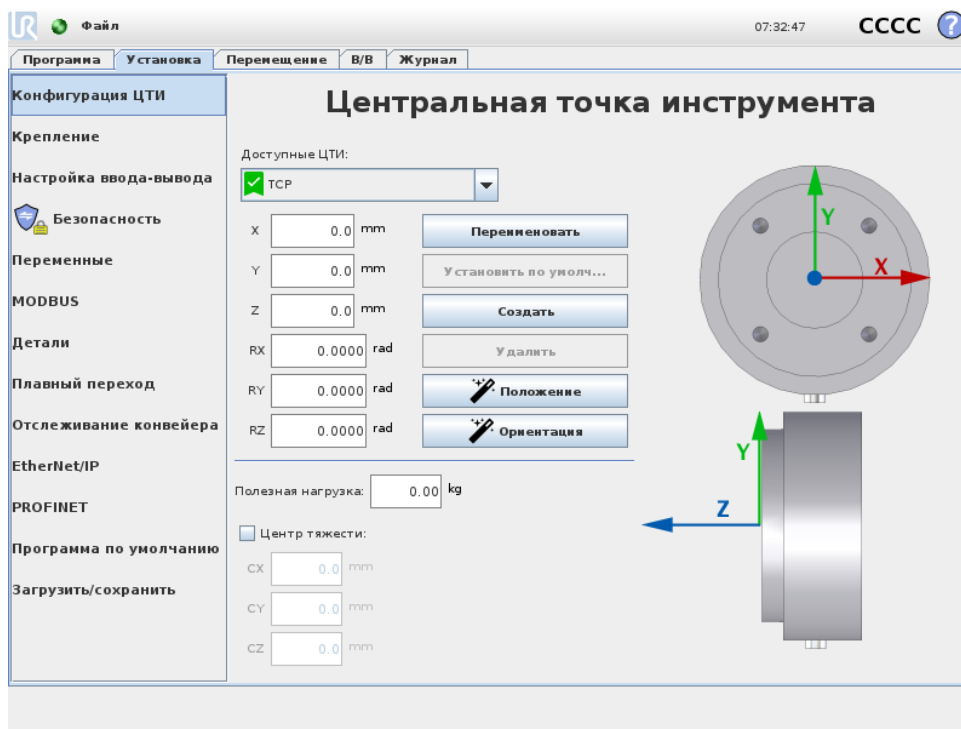 UR Файл 07:32:47 CCCC ?
Программа Установка Перемещение В/В Журнал
Конфигурация ЦТИ
Крепление
Настройка ввода-вывода
Безопасность
Переменные
MODBUS
Детали
Плавный переход
Отслеживание конвейера
EtherNet/IP
PROFINET
Программа по умолчанию
Загрузить/сохранить
Центральная точка инструмента
Доступные ЦТИ:
TCP
X 0.0 mm Переименовать
Y 0.0 mm Установить по умолч...
Z 0.0 mm Создать
RX 0.0000 rad Удалить
RY 0.0000 rad Положение
RZ 0.0000 rad Ориентация
Полезная нагрузка: 0.00 kg
Центр тяжести:
CX 0.0 mm
CY 0.0 mm
CZ 0.0 mm
Y
X
Y
Z